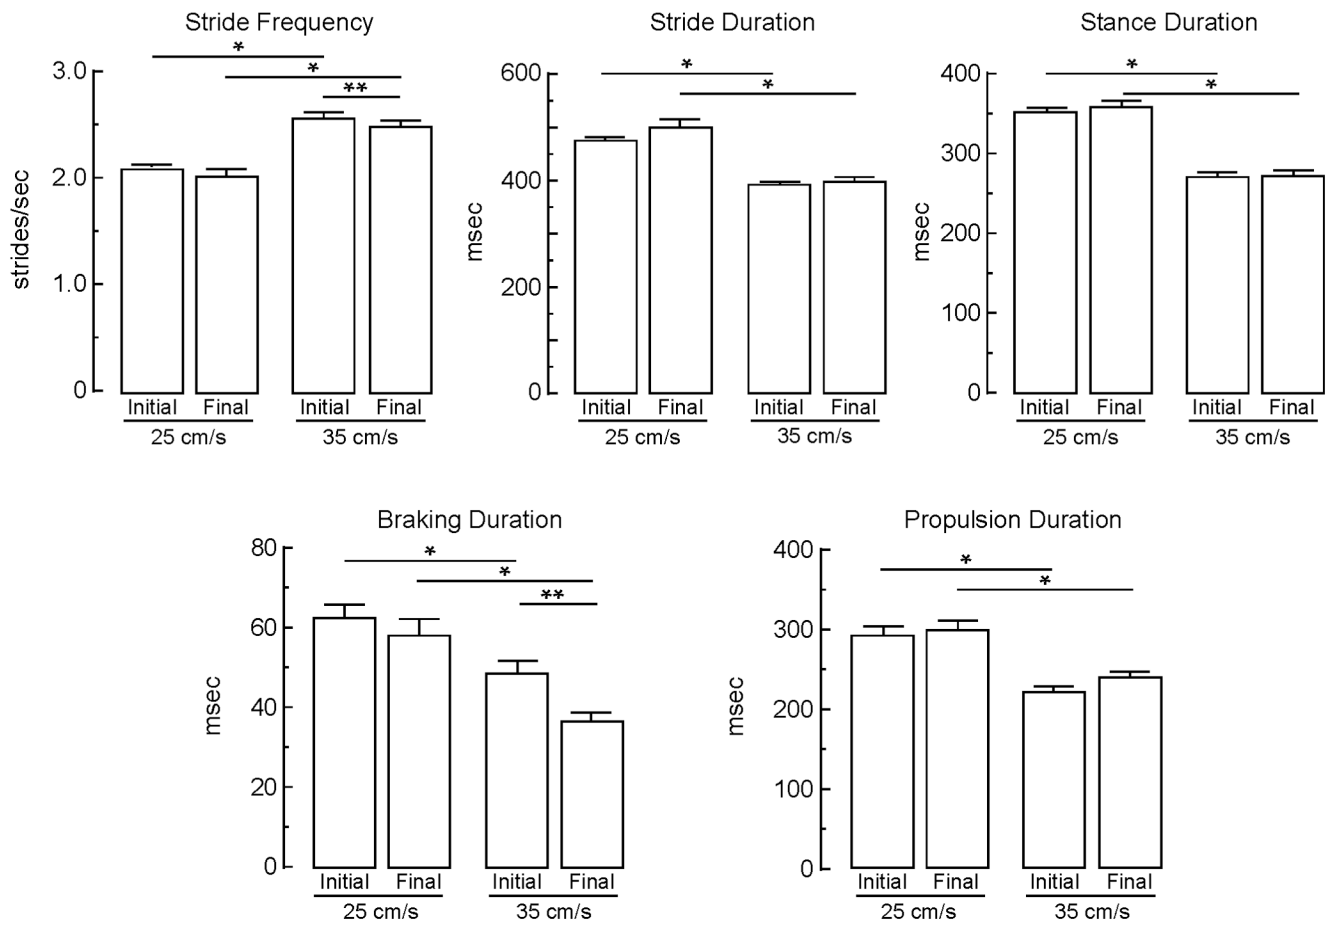 Stride Frequency
*
*
**
3.0
2.0
1.0
0
strides/sec
Initial Final Initial Final
25 cm/s 35 cm/s
Stride Duration
*
*
600
400
200
0
msec
Initial Final Initial Final
25 cm/s 35 cm/s
Stance Duration
*
*
400
300
200
100
0
msec
Initial Final Initial Final
25 cm/s 35 cm/s
Braking Duration
*
*
**
80
60
40
20
0
msec
Initial Final Initial Final
25 cm/s 35 cm/s
Propulsion Duration
*
*
400
300
200
100
0
msec
Initial Final Initial Final
25 cm/s 35 cm/s